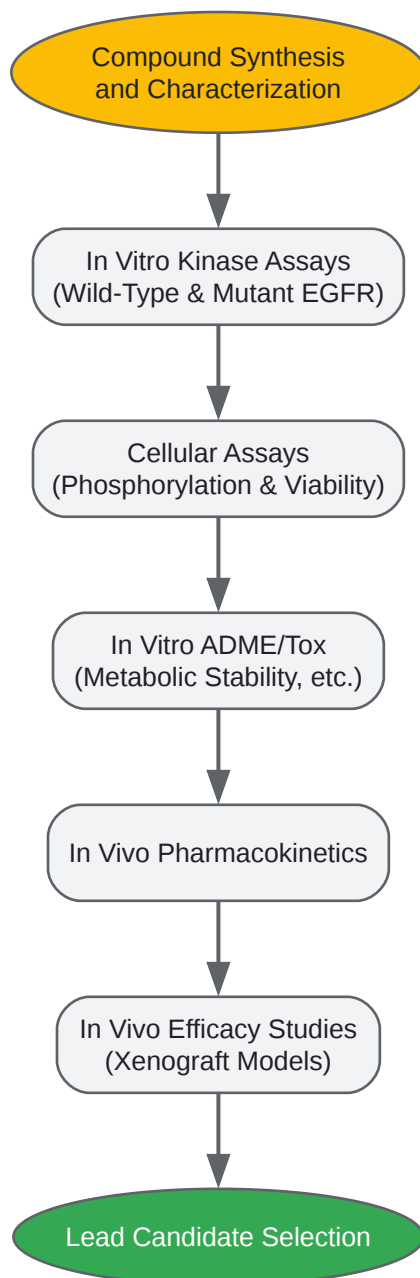 Compound Synthesis
and Characterization
In Vitro Kinase Assays
(Wild-Type & Mutant EGFR)
Cellular Assays
(Phosphorylation & Viability)
In Vitro ADME/Tox
(Metabolic Stability, etc.)
In Vivo Pharmacokinetics
In Vivo Efficacy Studies
(Xenograft Models)
Lead Candidate Selection